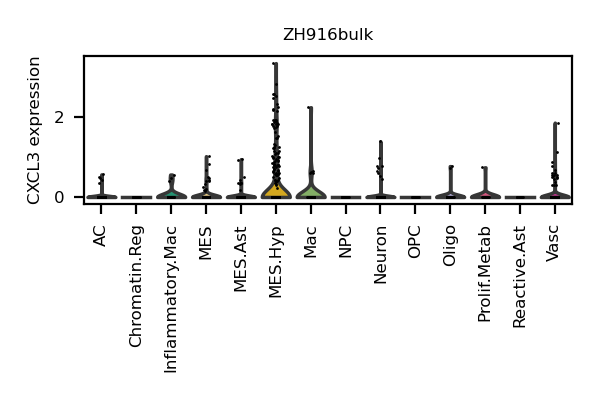 ZH916bulk
CXCL3 expression
2
0
AC
Chromatin.Reg
Inflammatory.Mac
MES
MES.Ast
MES.Hyp
Mac
NPC
Neuron
OPC
Oligo
Prolif.Metab
Reactive.Ast
Vasc